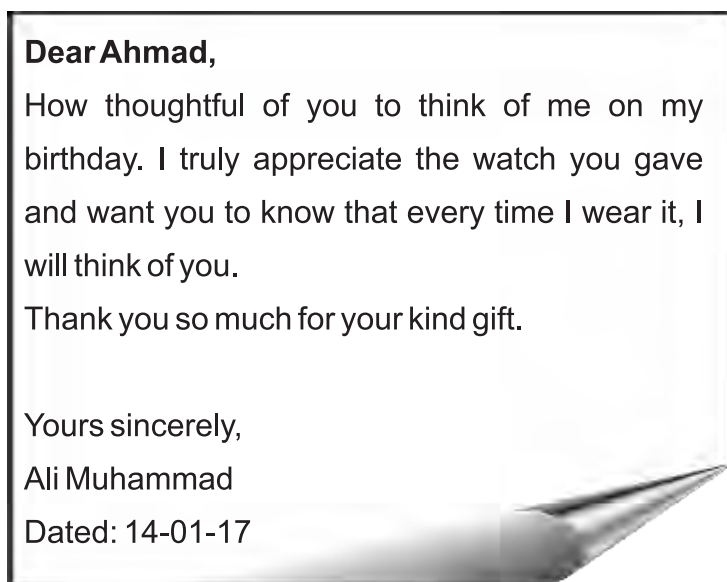 Dear Ahmad,
How thoughtful of you to think of me on my
birthday. I truly appreciate the watch you gave
and want you to know that every time I wear it, I
will think of you.
Thank you so much for your kind gift.
Yours sincerely,
Ali Muhammad
Dated: 14-01-17